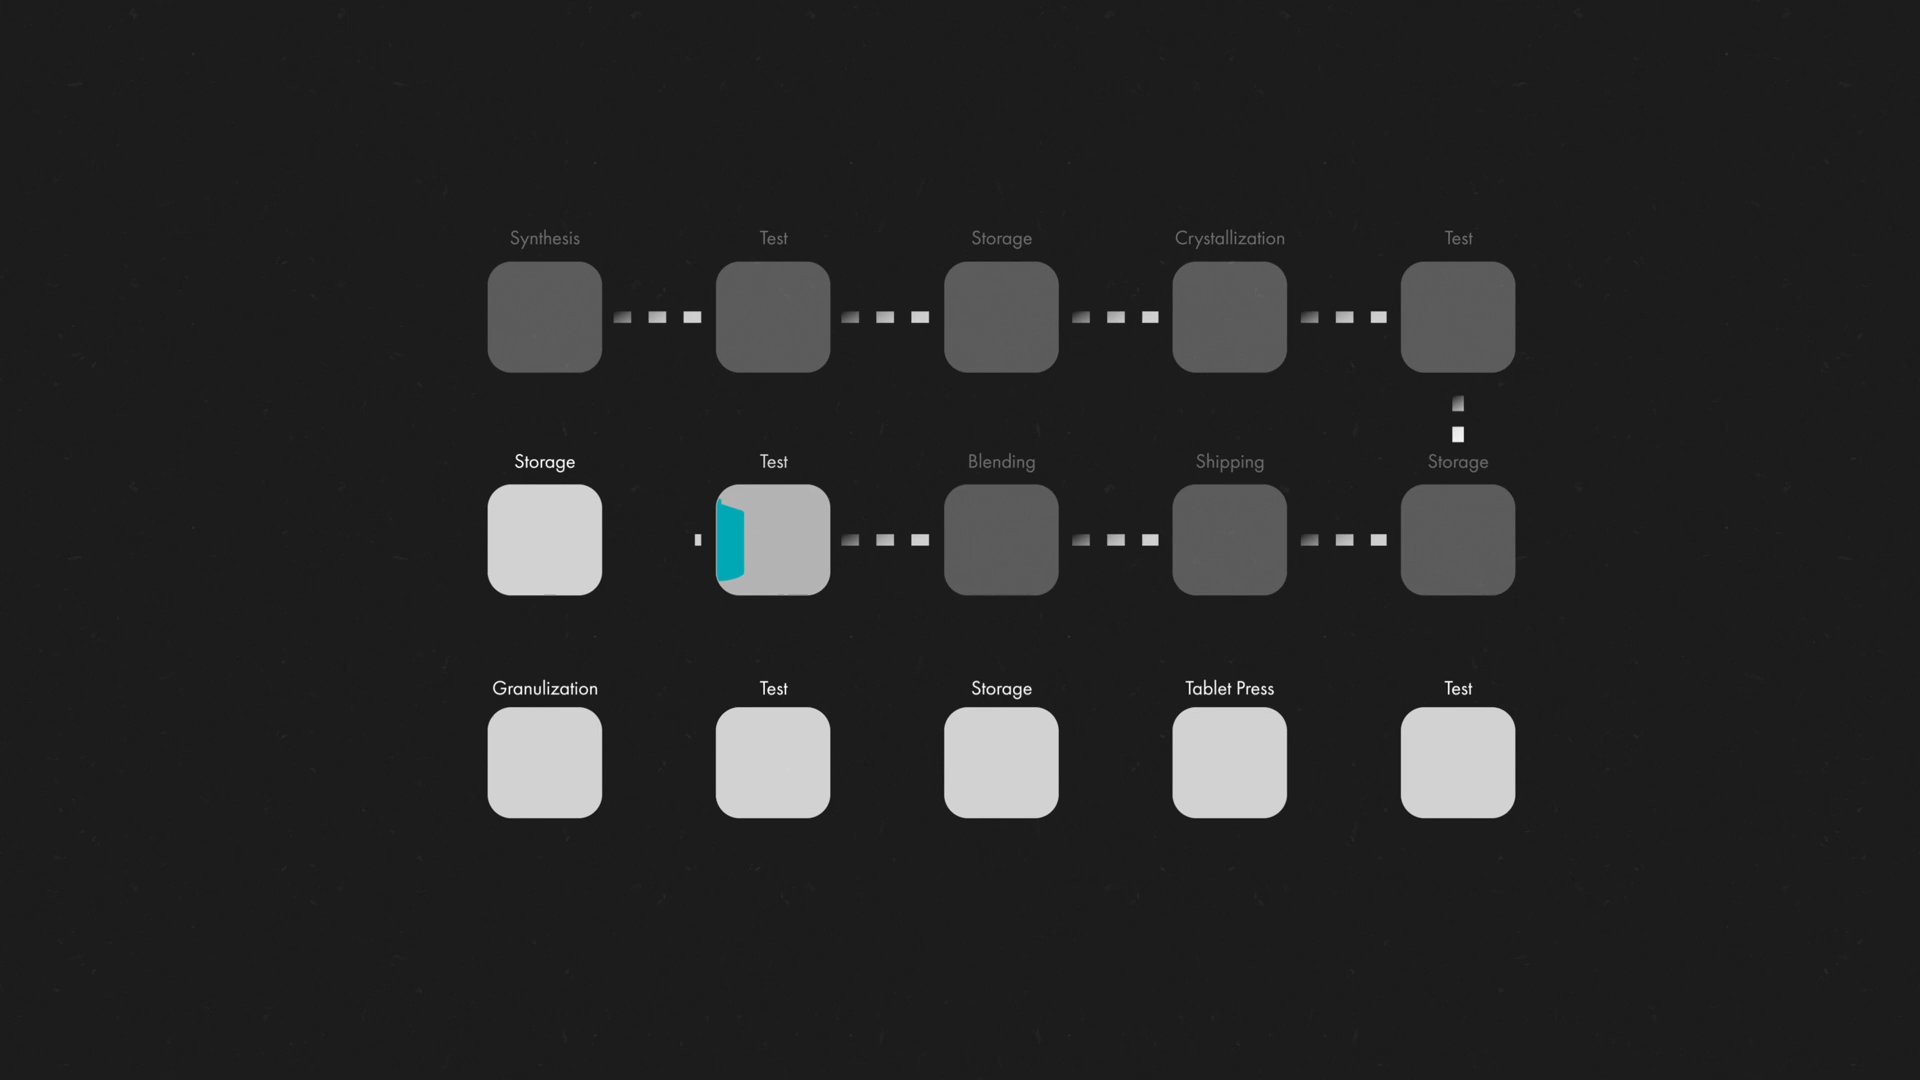 Synthesis
Test
Storage
Crystallization
Test
Storage
Test
Blending
Shipping
Storage
Granulization
Test
Storage
Tablet Press
Test